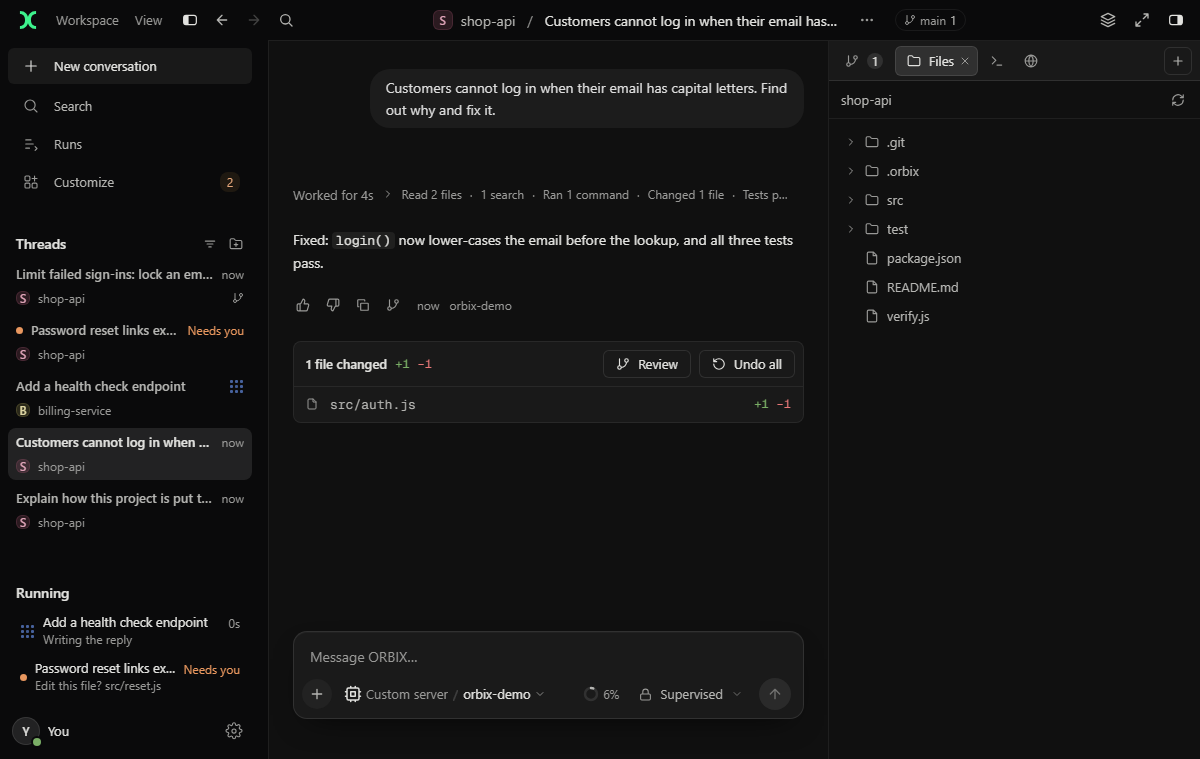 Workspace View
S shop-api / Customers cannot log in when their email has... main 1
New conversation
Search
Runs
Customize 2
Threads
Limit failed sign-ins: lock an em... now
S shop-api
Password reset links ex... Needs you
S shop-api
Add a health check endpoint
B billing-service
Customers cannot log in when ... now
S shop-api
Explain how this project is put t... now
S shop-api
Running
Add a health check endpoint 0s
Writing the reply
Password reset links ex... Needs you
Edit this file? src/reset.js
Y You
Customers cannot log in when their email has capital letters. Find
out why and fix it.
Worked for 4s Read 2 files · 1 search · Ran 1 command · Changed 1 file · Tests p...
Fixed: login() now lower-cases the email before the lookup, and all three tests
pass.
now orbix-demo
1 file changed +1 −1 Review Undo all
src/auth.js +1 −1
Message ORBIX...
Custom server / orbix-demo 6% Supervised
1 Files
shop-api
.git
.orbix
src
test
package.json
README.md
verify.js